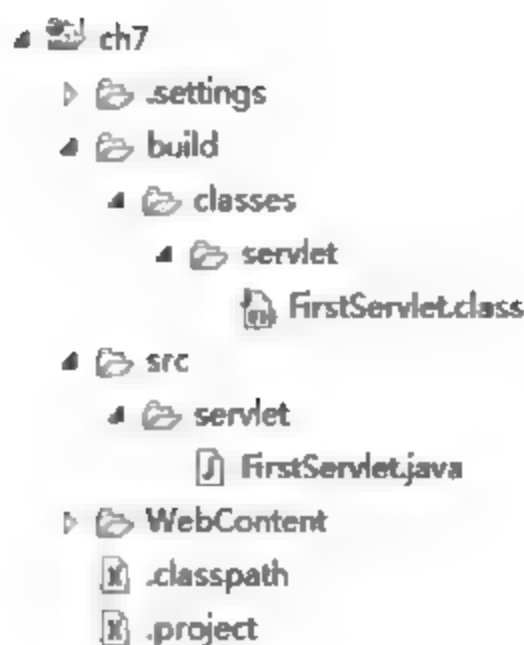 ch7
.settings
build
classes
servlet
FirstServlet.class
src
servlet
FirstServlet.java
WebContent
.classpath
.project